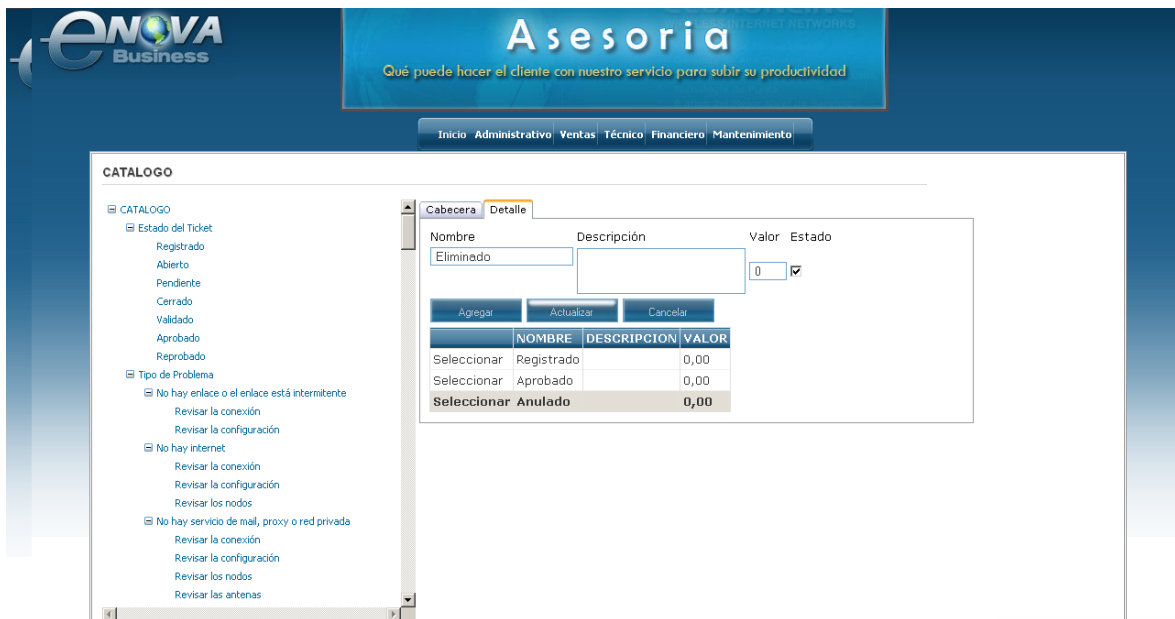 eNOVA
Business
WIRELESS INTERNET NETWORKS
Asesoria
Qué puede hacer el cliente con nuestro servicio para subir su productividad
Inicio Administrativo Ventas Técnico Financiero Mantenimiento
CATALOGO
CATALOGO
Estado del Ticket
Registrado
Abierto
Pendiente
Cerrado
Validado
Aprobado
Reprobado
Tipo de Problema
No hay enlace o el enlace está intermitente
Revisar la conexión
Revisar la configuración
No hay internet
Revisar la conexión
Revisar la configuración
Revisar los nodos
No hay servicio de mail, proxy o red privada
Revisar la conexión
Revisar la configuración
Revisar los nodos
Revisar las antenas
Cabecera Detalle
Nombre Descripción Valor Estado
Eliminado 0
Agregar Actualizar Cancelar
NOMBRE DESCRIPCION VALOR
Seleccionar Registrado 0,00
Seleccionar Aprobado 0,00
Seleccionar Anulado 0,00